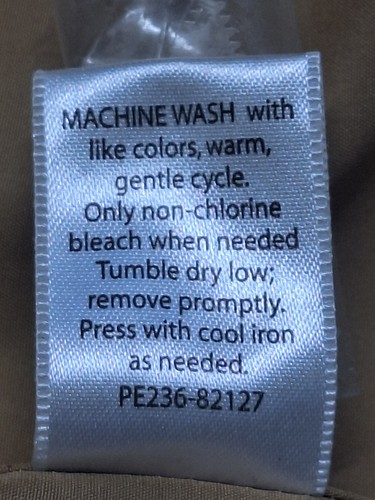 MACHINE WASH with
like colors, warm,
gentle cycle.
Only non-chlorine
bleach when needed
Tumble dry low;
remove promptly.
Press with cool iron
as needed.
PE236-82127